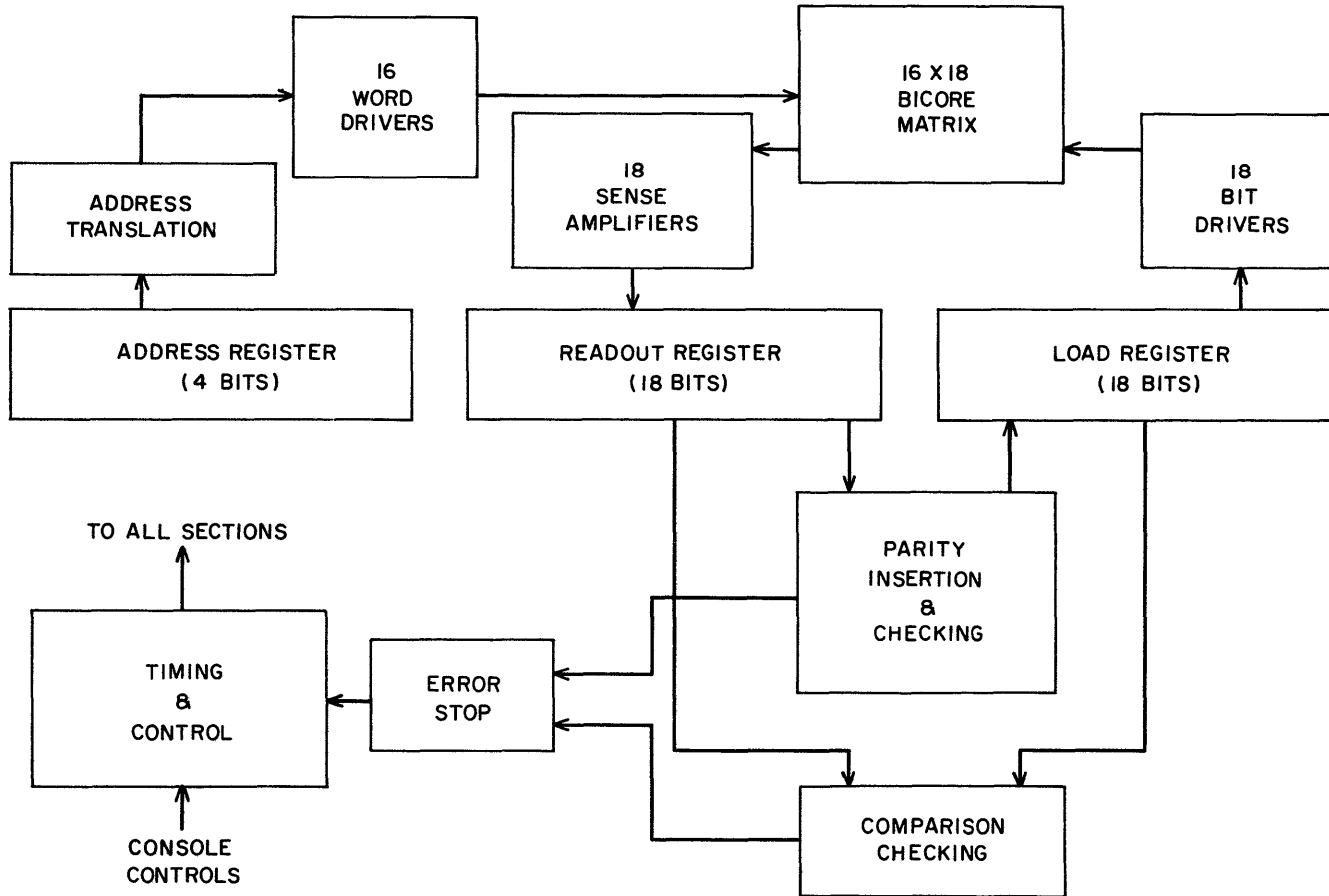 16
WORD
DRIVERS
16 X 18
BICORE
MATRIX
18
SENSE
AMPLIFIERS
18
BIT
DRIVERS
ADDRESS
TRANSLATION
ADDRESS REGISTER
(4 BITS)
READOUT REGISTER
(18 BITS)
LOAD REGISTER
(18 BITS)
TO ALL SECTIONS
PARITY
INSERTION
&
CHECKING
TIMING
&
CONTROL
ERROR
STOP
COMPARISON
CHECKING
CONSOLE
CONTROLS